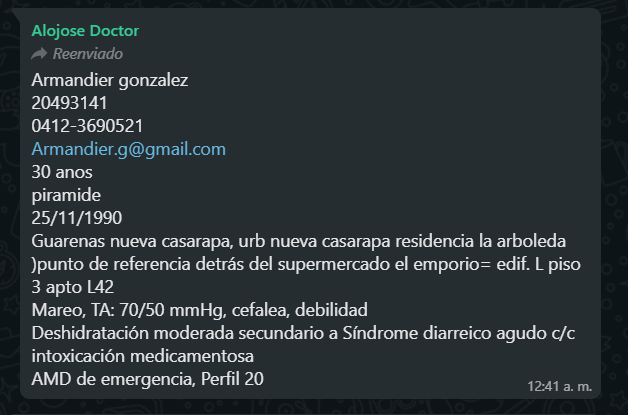 Alojose Doctor
Reenviado
Armandier gonzalez
20493141
0412-3690521
Armandier.g@gmail.com
30 anos
piramide
25/11/1990
Guarenas nueva casarapa, urb nueva casarapa residencia la arboleda
)punto de referencia detrás del supermercado el emporio= edif. L piso
3 apto L42
Mareo, TA: 70/50 mmHg, cefalea, debilidad
Deshidratación moderada secundario a Síndrome diarreico agudo c/c
intoxicación medicamentosa
AMD de emergencia, Perfil 20
12:41 a. m.